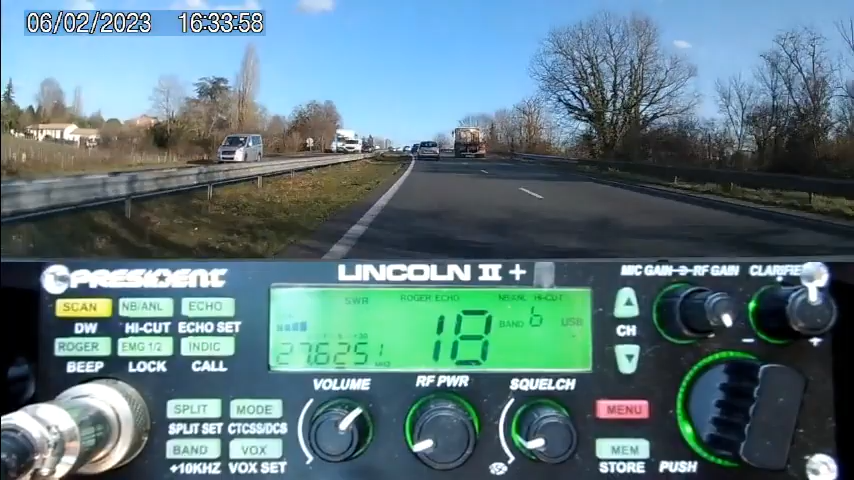 06/02/2023 16:33:58
PRESIDENT LINCOLN II + MIC GAIN RF GAIN CLARIFIER
SCAN NB/ANL ECHO
DW HI-CUT ECHO SET
ROGER EMG 1/2 INDIC
BEEP LOCK CALL
SWR ROGER ECHO NB/ANL HI-CUT
18 BAND b USB
27.625.1 MHz
CH
VOLUME RF PWR SQUELCH
SPLIT MODE
SPLIT SET CTCSS/DCS
BAND VOX
+10KHZ VOX SET
MENU
MEM
STORE PUSH